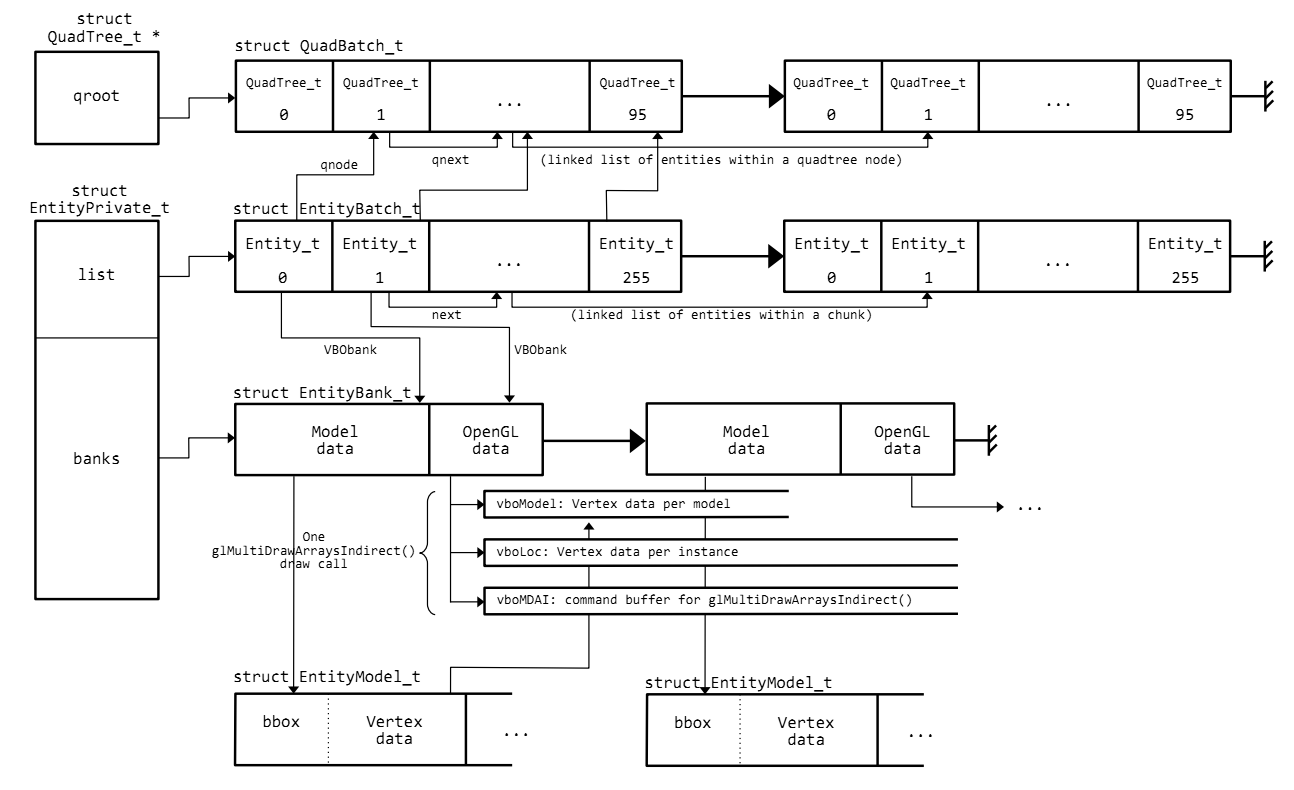 struct
QuadTree_t *
qroot
struct QuadBatch_t
QuadTree_t
0
QuadTree_t
1
...
QuadTree_t
95
QuadTree_t
0
QuadTree_t
1
...
QuadTree_t
95
qnode
qnext
(linked list of entities within a quadtree node)
struct
EntityPrivate_t
list
banks
struct EntityBatch_t
Entity_t
0
Entity_t
1
...
Entity_t
255
Entity_t
0
Entity_t
1
...
Entity_t
255
next
(linked list of entities within a chunk)
VBObank
VBObank
struct EntityBank_t
Model
data
OpenGL
data
Model
data
OpenGL
data
...
One
glMultiDrawArraysIndirect()
draw call
vboModel: Vertex data per model
vboLoc: Vertex data per instance
vboMDAI: command buffer for glMultiDrawArraysIndirect()
struct EntityModel_t
bbox
Vertex
data
...
struct EntityModel_t
bbox
Vertex
data
...